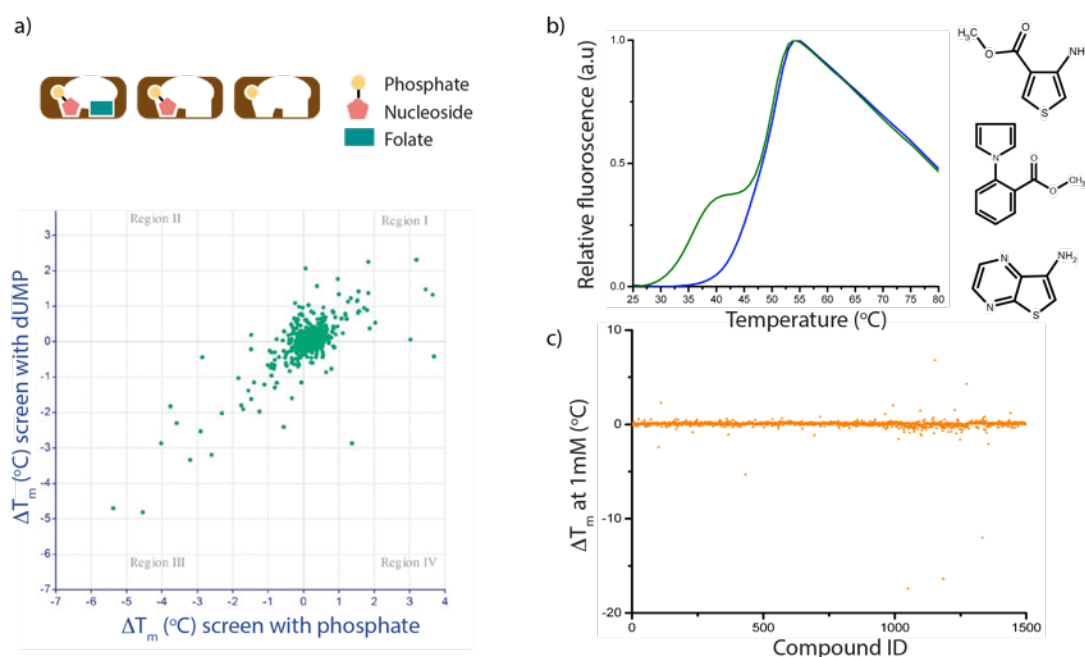 a)
Phosphate
Nucleoside
Folate
Region II
Region I
3
2
1
0
-1
-2
-3
-4
-5
-6
-7
Region III
Region IV
-7 -6 -5 -4 -3 -2 -1 0 1 2 3 4
ΔTm (°C) screen with dUMP
ΔTm (°C) screen with phosphate
b)
1.0
0.5
0.0
25 30 35 40 45 50 55 60 65 70 75 80
Relative fluoroscence (a.u)
Temperature (°C)
O
NH
H3C
O
S
N
O
O
CH3
N
NH2
N
S
c)
10
0
-10
-20
0 500 1000 1500
ΔTm at 1mM (°C)
Compound ID